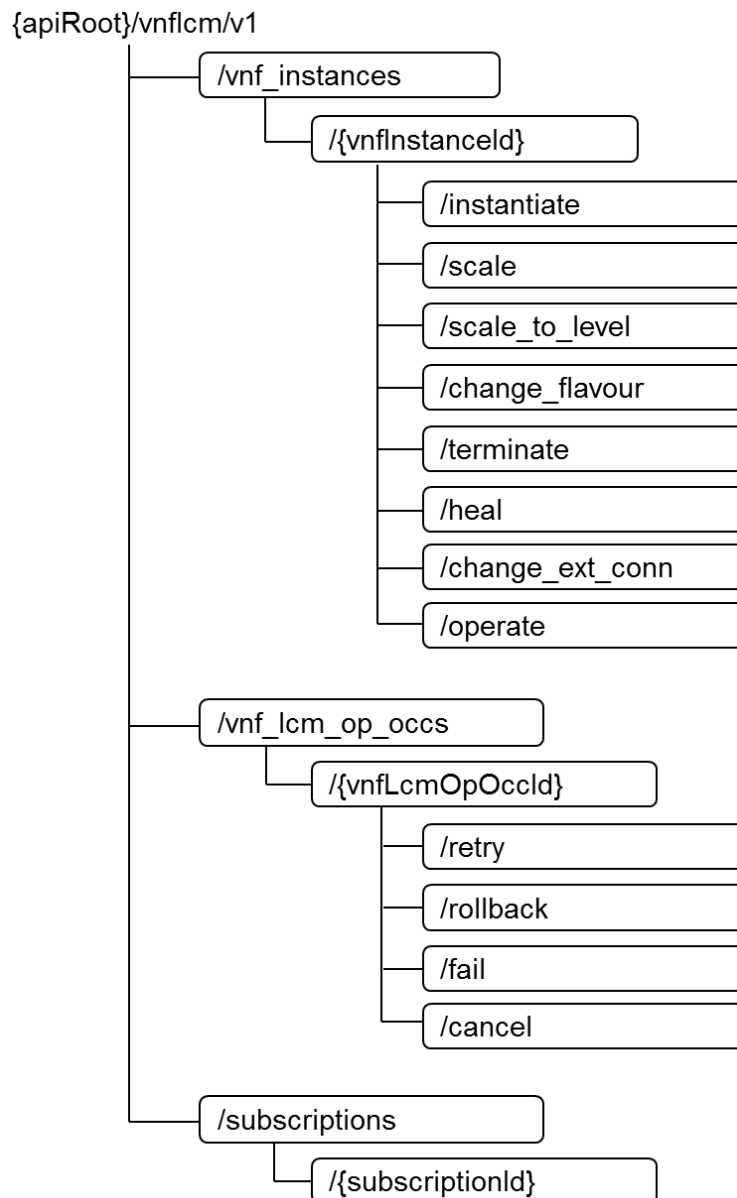 {apiRoot}/vnflcm/v1
/vnf_instances
/{vnfInstanceId}
/instantiate
/scale
/scale_to_level
/change_flavour
/terminate
/heal
/change_ext_conn
/operate
/vnf_lcm_op_occs
/{vnfLcmOpOccId}
/retry
/rollback
/fail
/cancel
/subscriptions
/{subscriptionId}